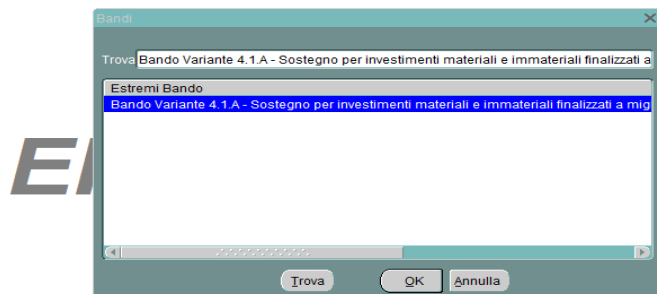 Bandi
Trova Bando Variante 4.1.A - Sostegno per investimenti materiali e immateriali finalizzati a
Estremi Bando
Bando Variante 4.1.A - Sostegno per investimenti materiali e immateriali finalizzati a mig
Trova OK Annulla